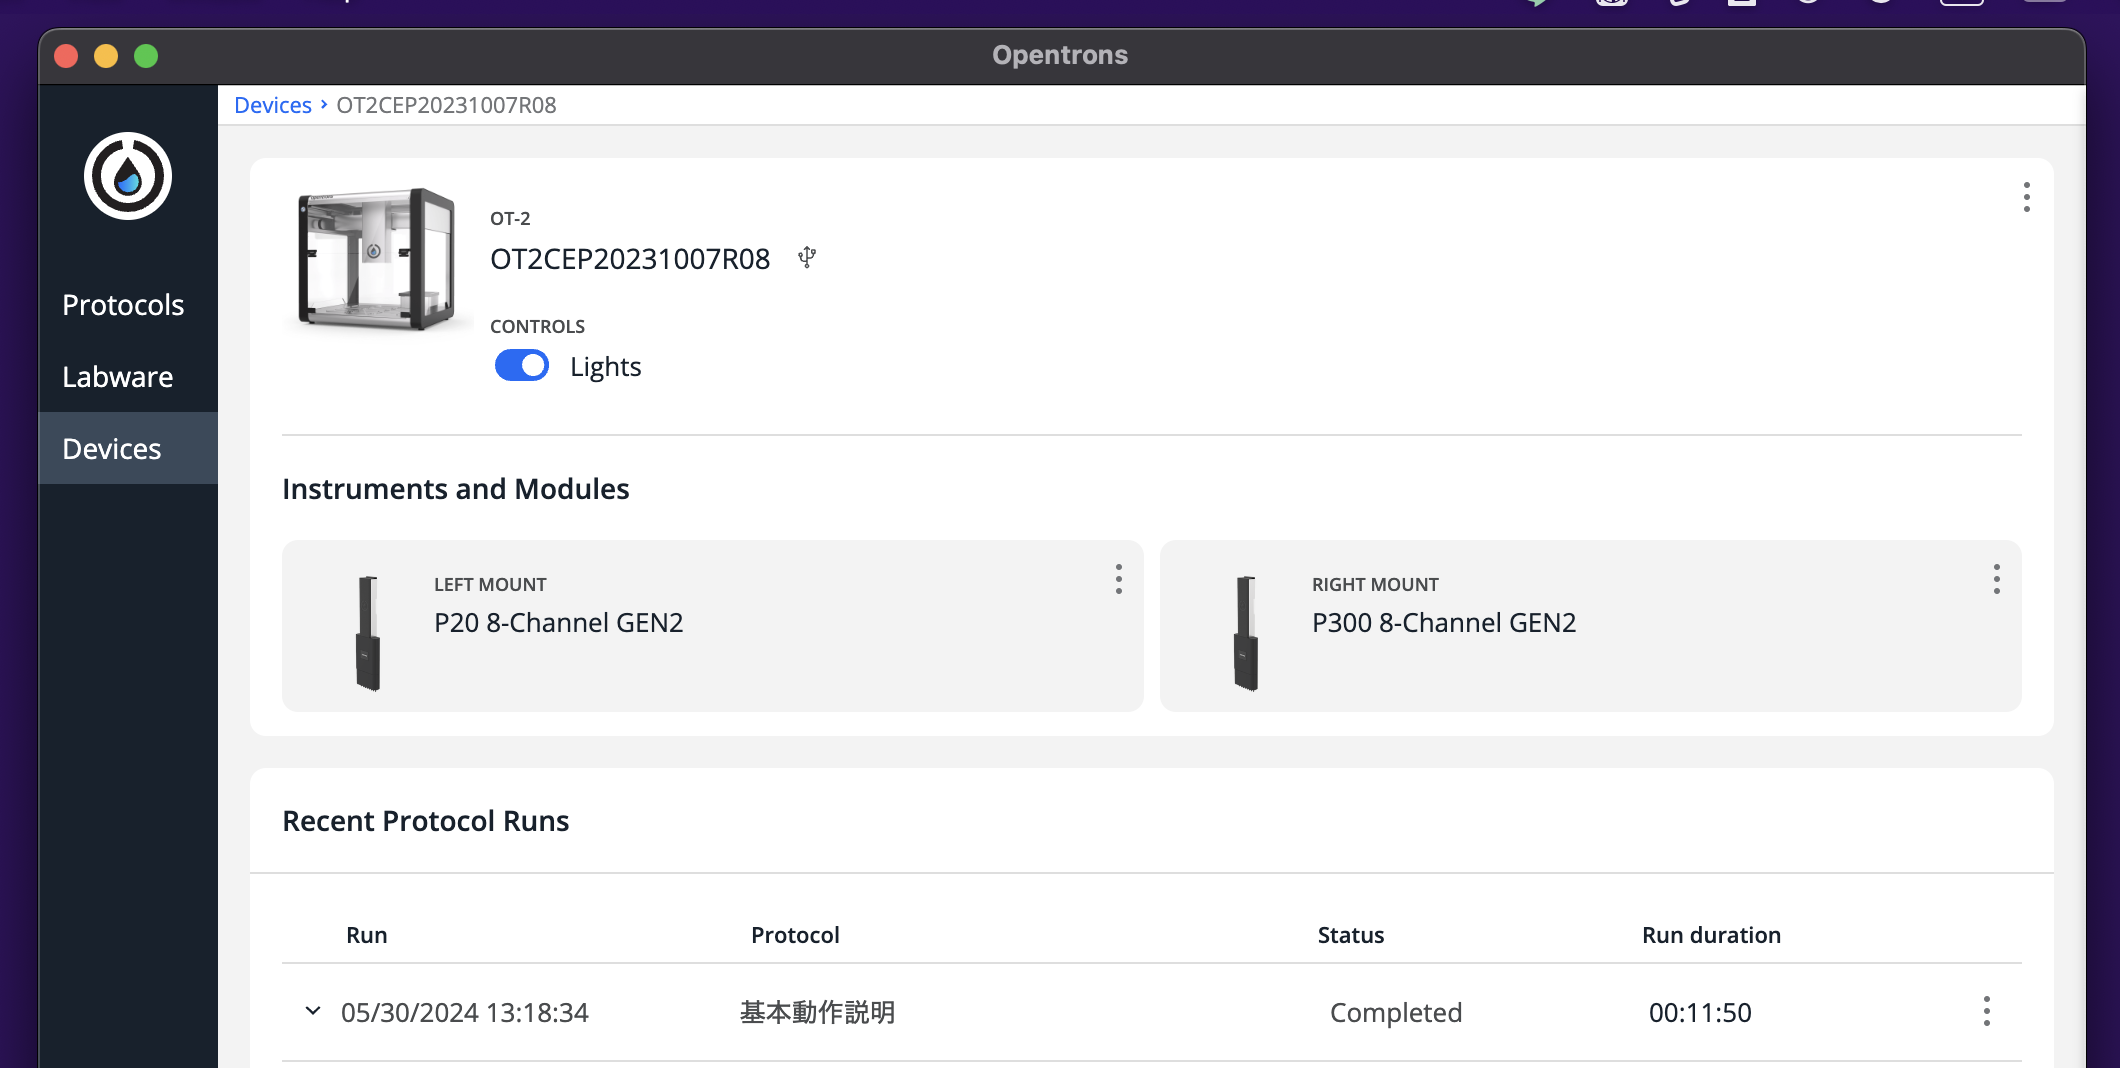 Opentrons
Devices › OT2CEP20231007R08
OT-2
OT2CEP20231007R08
CONTROLS
Lights
Protocols
Labware
Devices
Instruments and Modules
LEFT MOUNT
P20 8-Channel GEN2
RIGHT MOUNT
P300 8-Channel GEN2
Recent Protocol Runs
Run Protocol Status Run duration
05/30/2024 13:18:34 基本動作説明 Completed 00:11:50